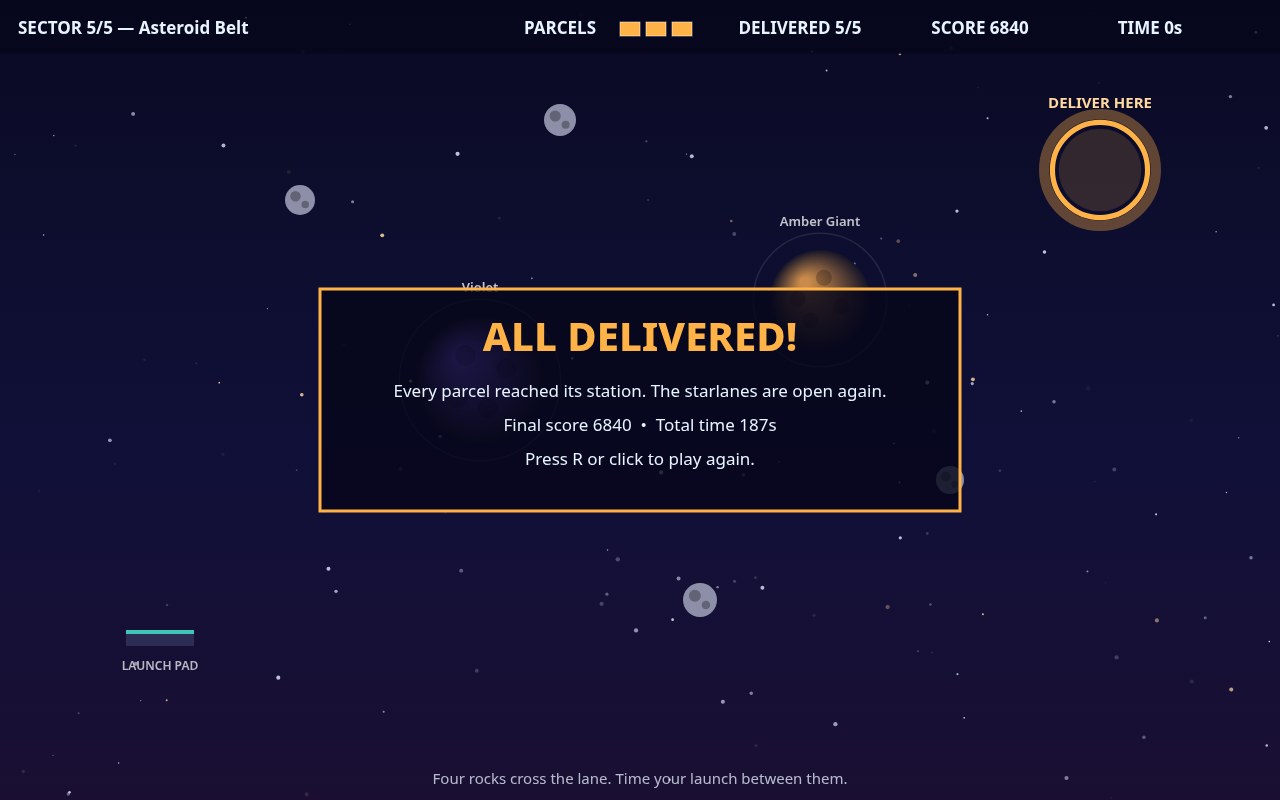 SECTOR 5/5 — Asteroid Belt PARCELS DELIVERED 5/5 SCORE 6840 TIME 0s
DELIVER HERE
Amber Giant
Violet
ALL DELIVERED!
Every parcel reached its station. The starlanes are open again.
Final score 6840 • Total time 187s
Press R or click to play again.
LAUNCH PAD
Four rocks cross the lane. Time your launch between them.